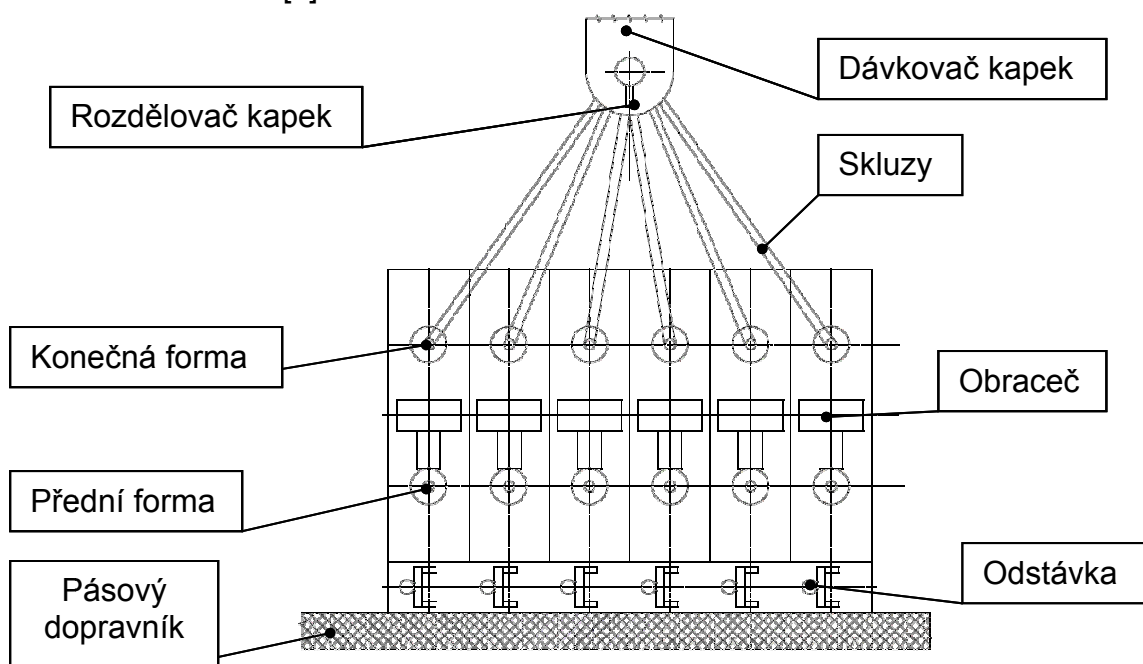 Dávkovač kapek
Rozdělovač kapek
Skluzy
Konečná forma
Obraceč
Přední forma
Odstávka
Pásový
dopravník